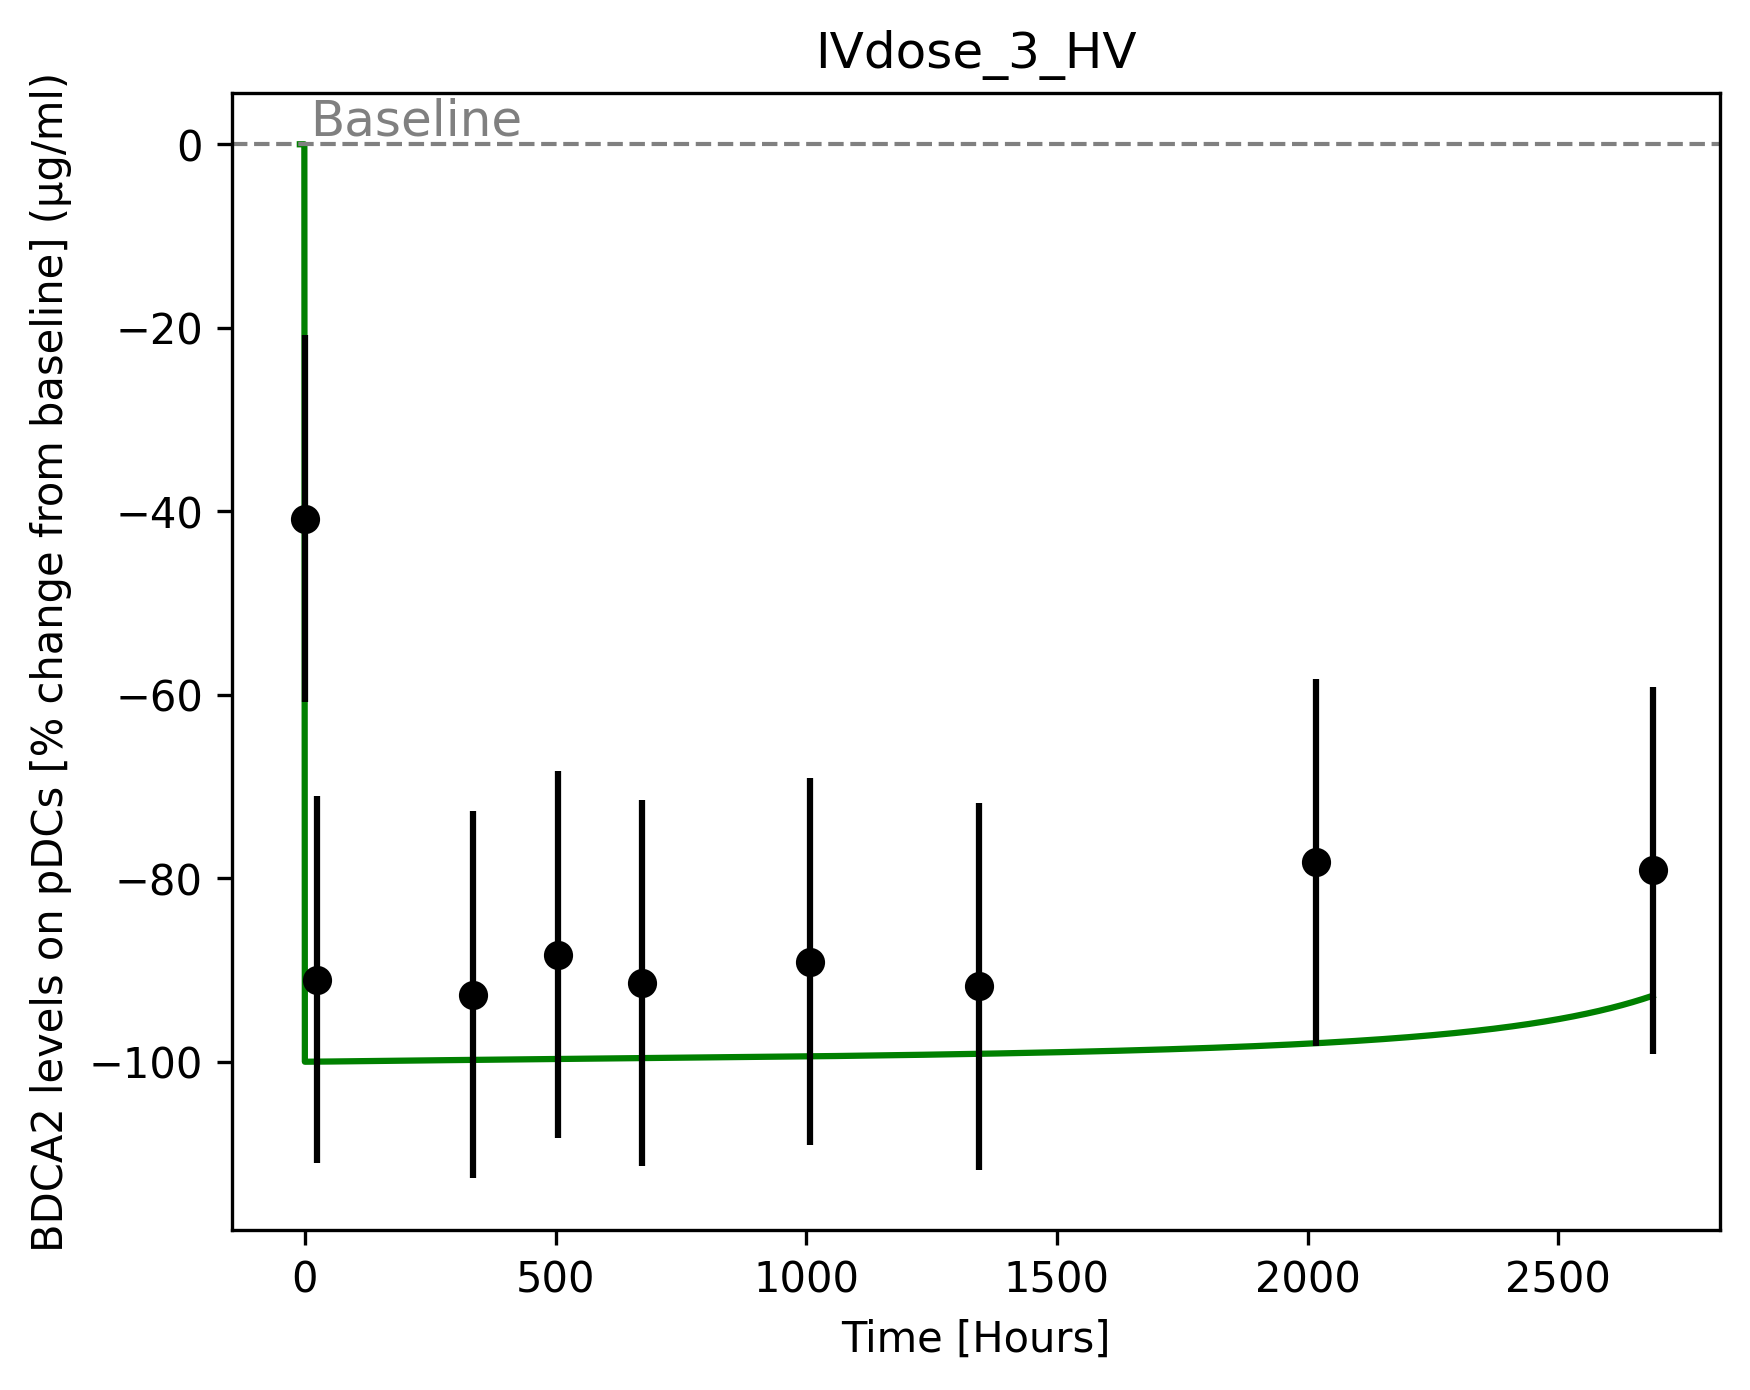 IVdose_3_HV
Baseline
BDCA2 levels on pDCs [% change from baseline] (µg/ml)
0
−20
−40
−60
−80
−100
0 500 1000 1500 2000 2500
Time [Hours]